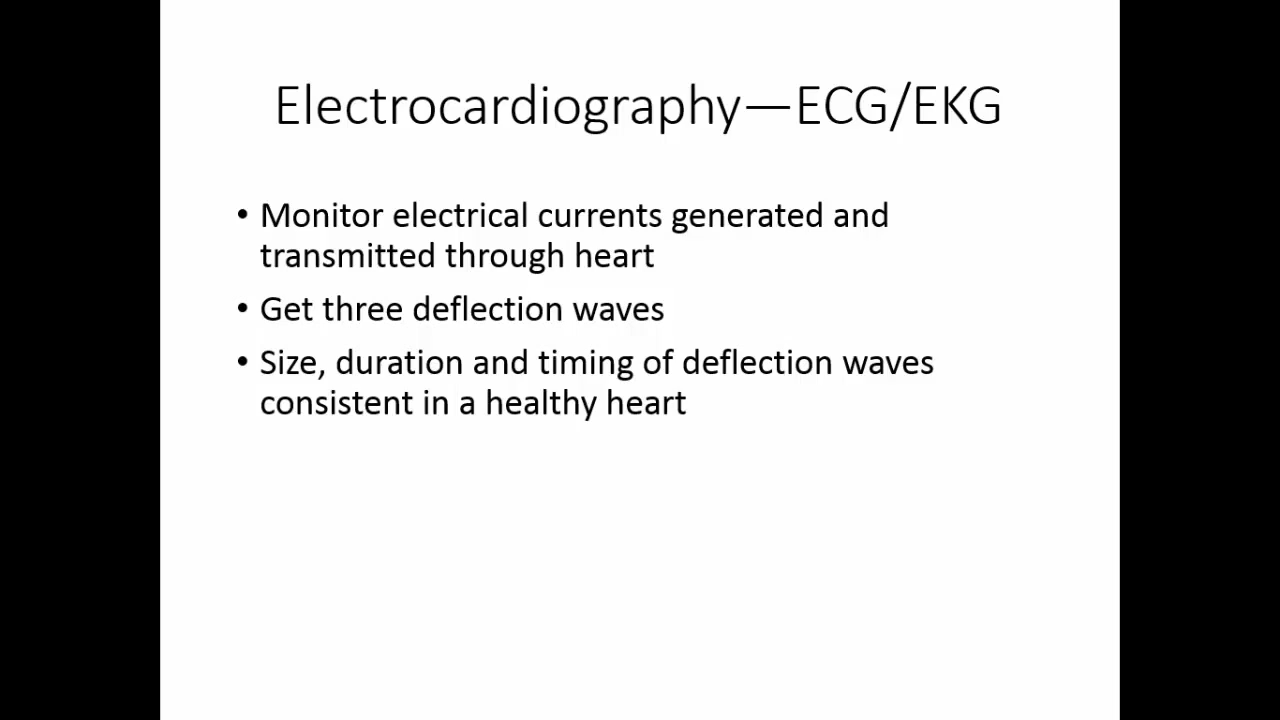 Electrocardiography—ECG/EKG
• Monitor electrical currents generated and
transmitted through heart
• Get three deflection waves
• Size, duration and timing of deflection waves
consistent in a healthy heart